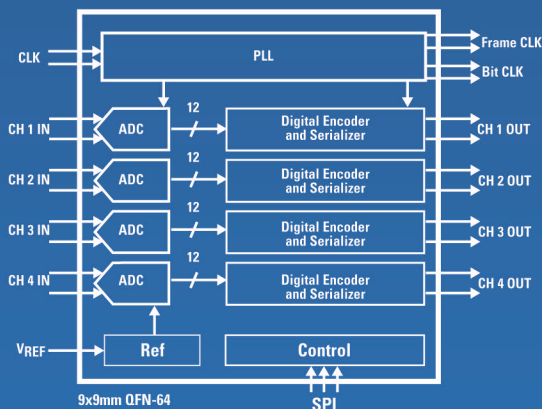 PLL
CLK
Frame CLK
Bit CLK
CH 1 IN
ADC
12
Digital Encoder
and Serializer
CH 1 OUT
CH 2 IN
ADC
12
Digital Encoder
and Serializer
CH 2 OUT
CH 3 IN
ADC
12
Digital Encoder
and Serializer
CH 3 OUT
CH 4 IN
ADC
12
Digital Encoder
and Serializer
CH 4 OUT
VREF
Ref
Control
9x9mm QFN-64
SPI